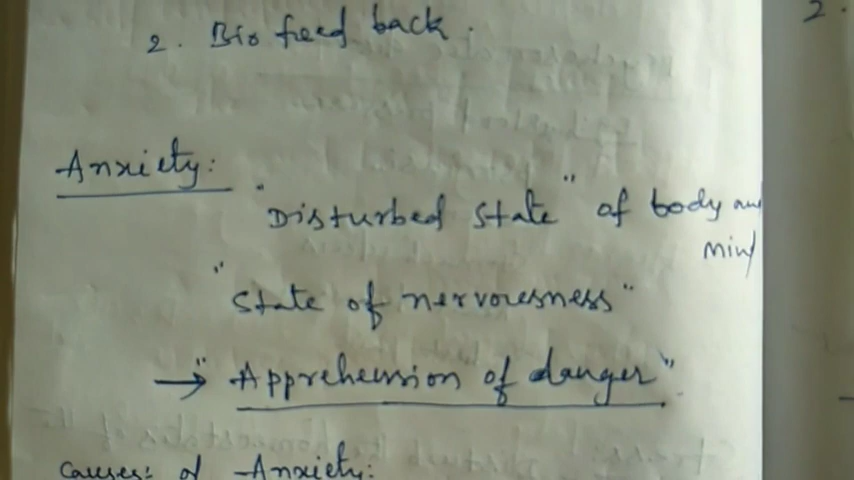 2. Bio feed back.
2.
Anxiety:
"Disturbed state" of body and
mind
"State of nervousness"
→ "Apprehension of danger"
Causes: of Anxiety: